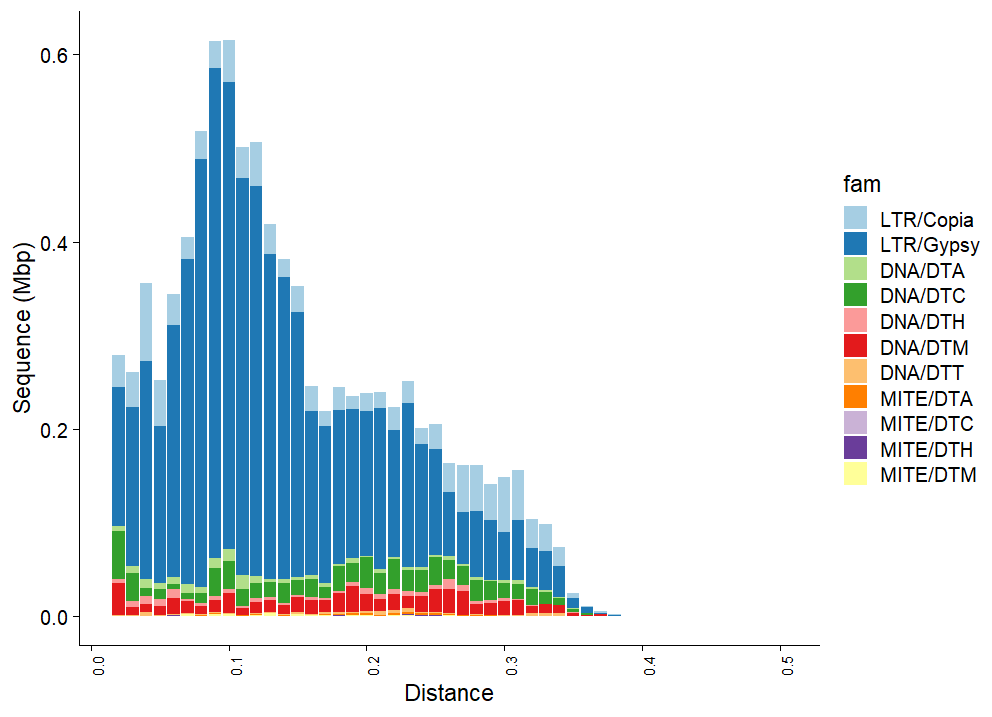 Sequence (Mbp)
0.6
0.4
0.2
0.0
0.0
0.1
0.2
0.3
0.4
0.5
Distance
fam
LTR/Copia
LTR/Gypsy
DNA/DTA
DNA/DTC
DNA/DTH
DNA/DTM
DNA/DTT
MITE/DTA
MITE/DTC
MITE/DTH
MITE/DTM